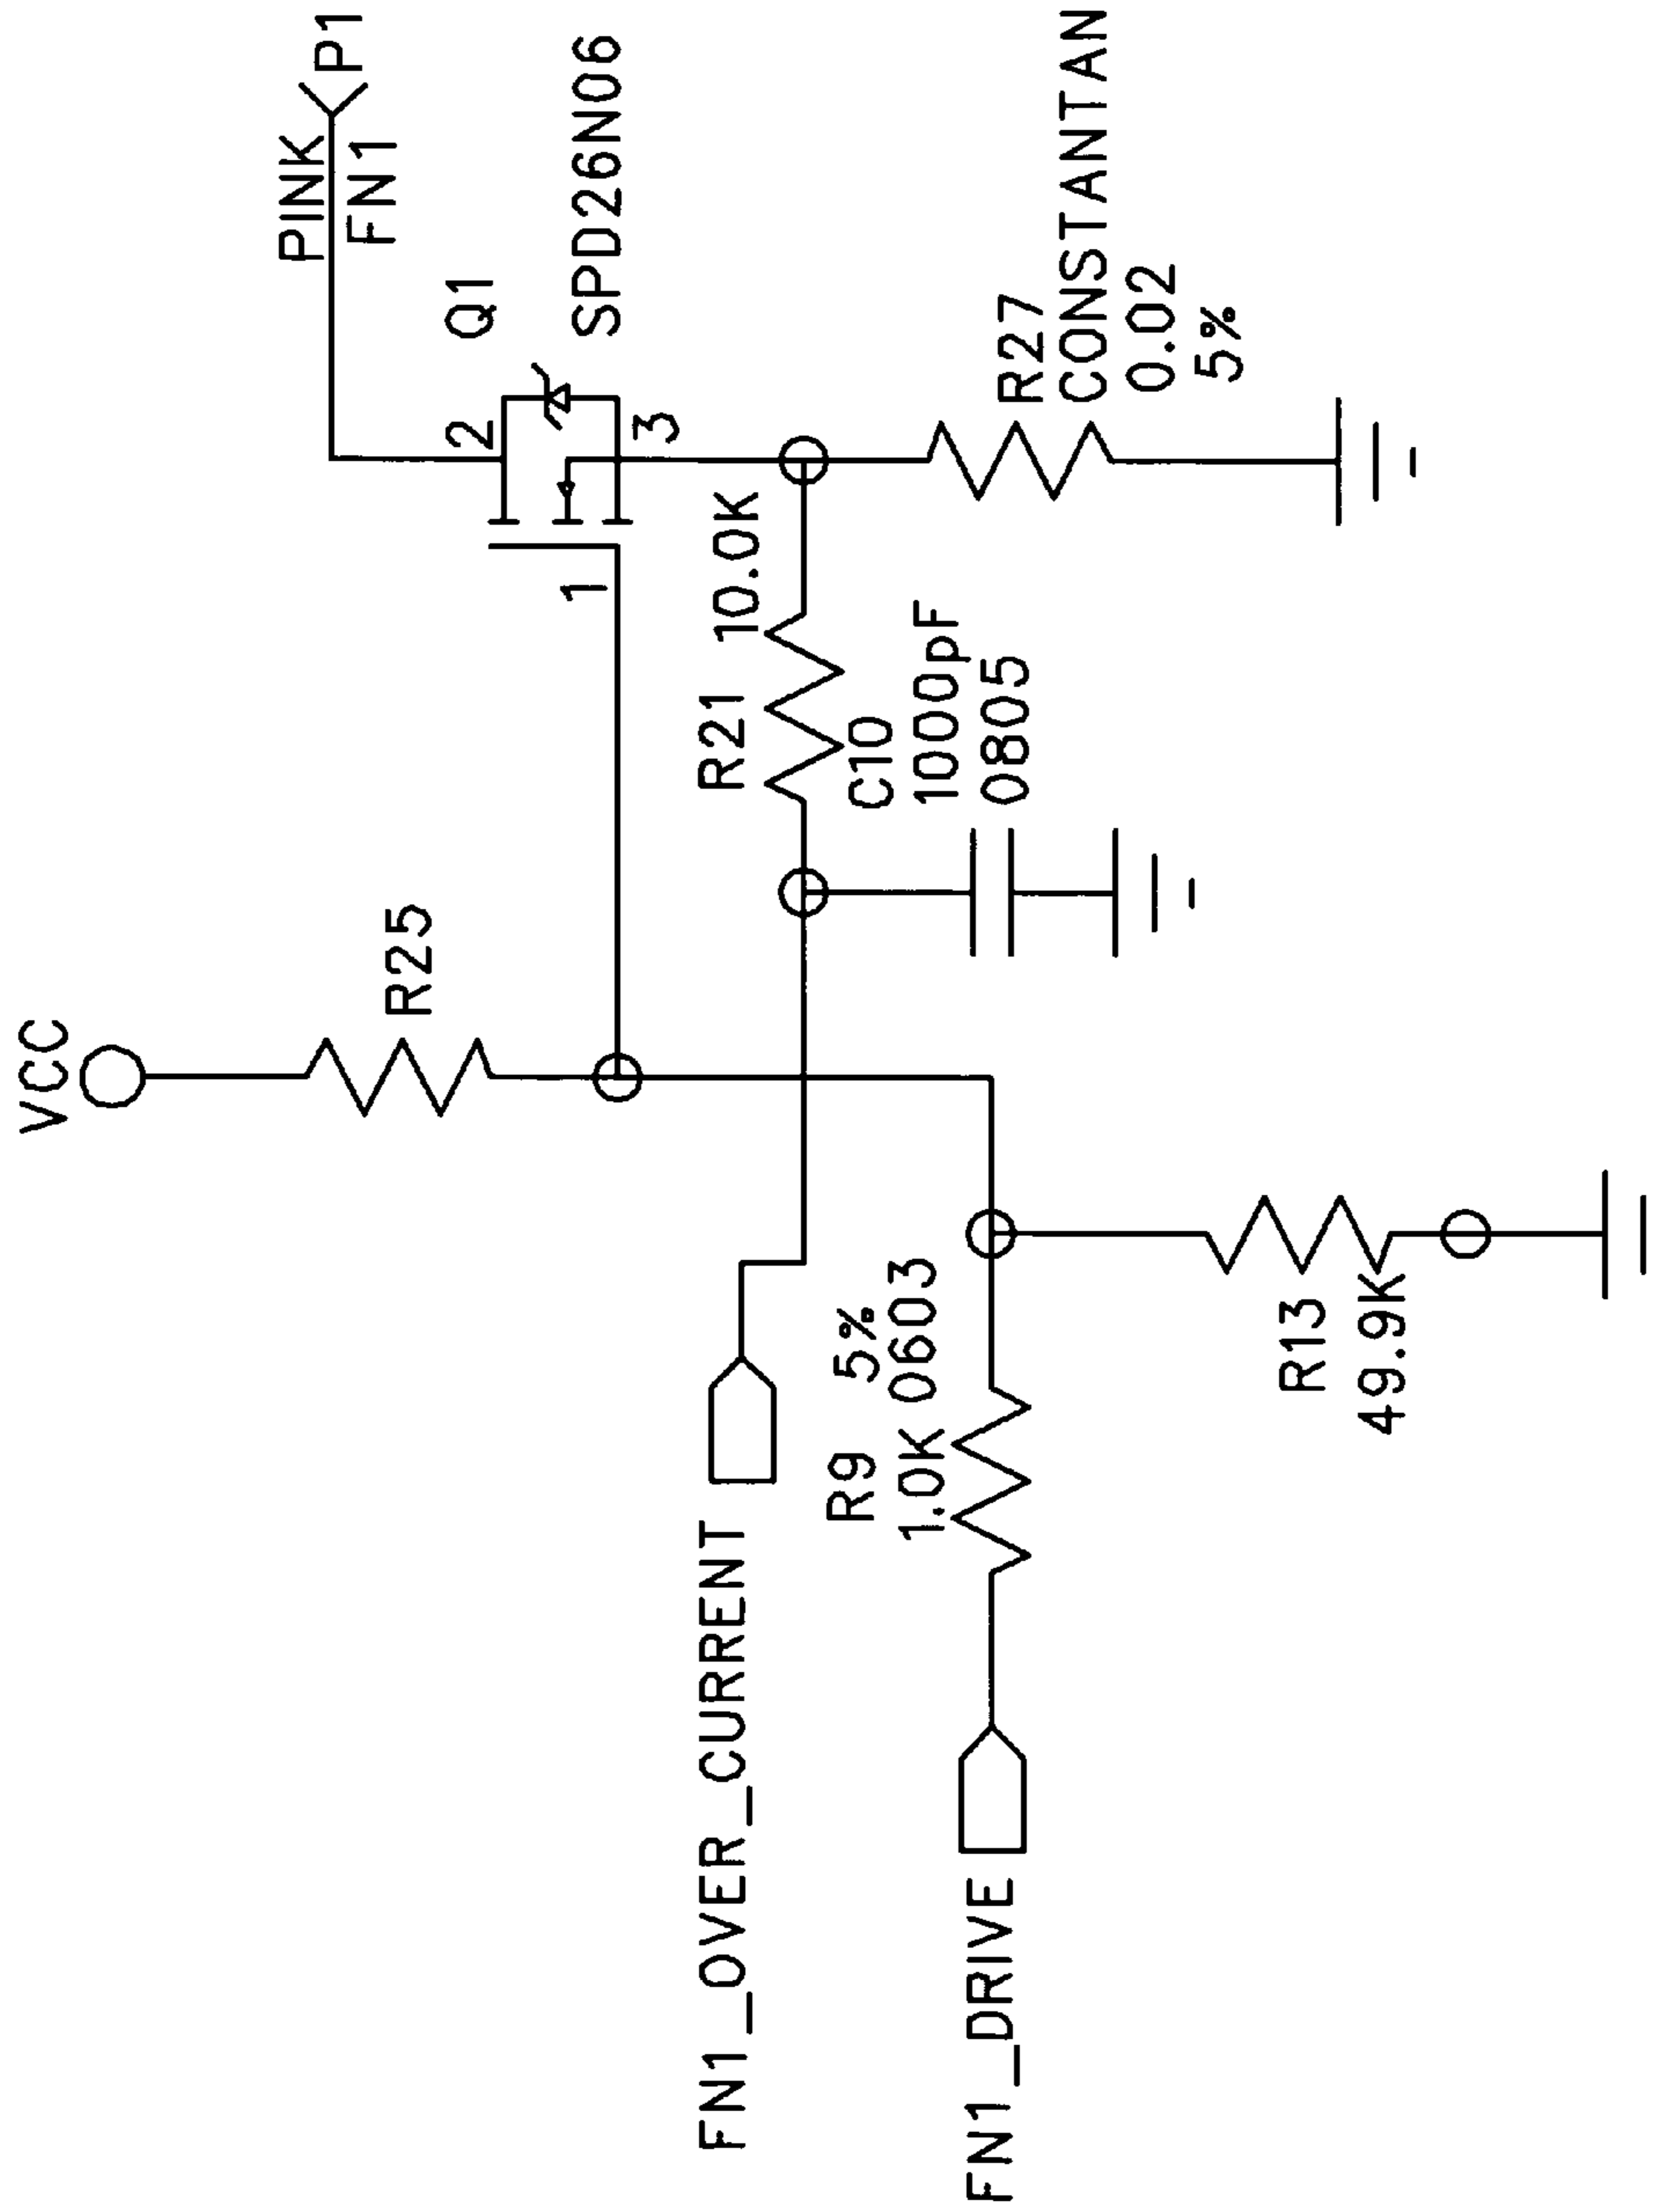 VCC
R25
PINK
FN1
P1
Q1
SPD26N06
2
3
1
R21 10.0K
C10
1000pF
0805
R27
CONSTANTAN
0.02
5%
FN1_OVER_CURRENT
R9 5%
1.0K 0603
FN1_DRIVE
R13
49.9K